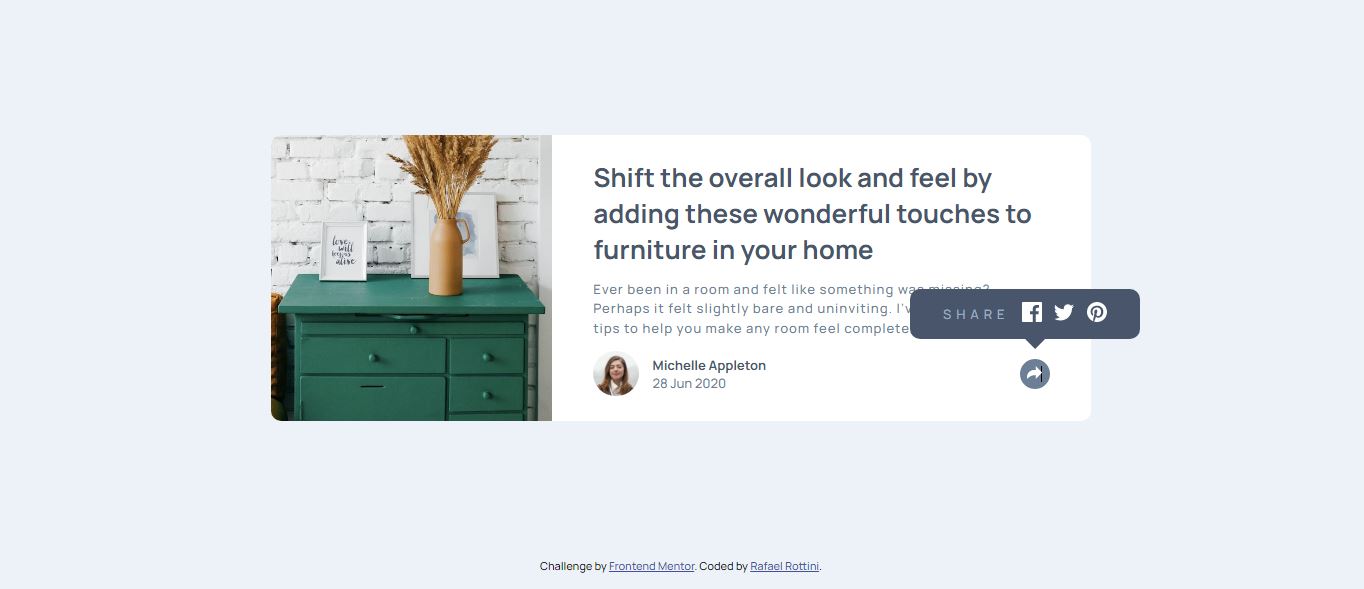 love
will
keep us
alive
Shift the overall look and feel by
adding these wonderful touches to
furniture in your home
Ever been in a room and felt like something was missing?
Perhaps it felt slightly bare and uninviting. I've
tips to help you make any room feel complete
SHARE
Michelle Appleton
28 Jun 2020
Challenge by Frontend Mentor. Coded by Rafael Rottini.